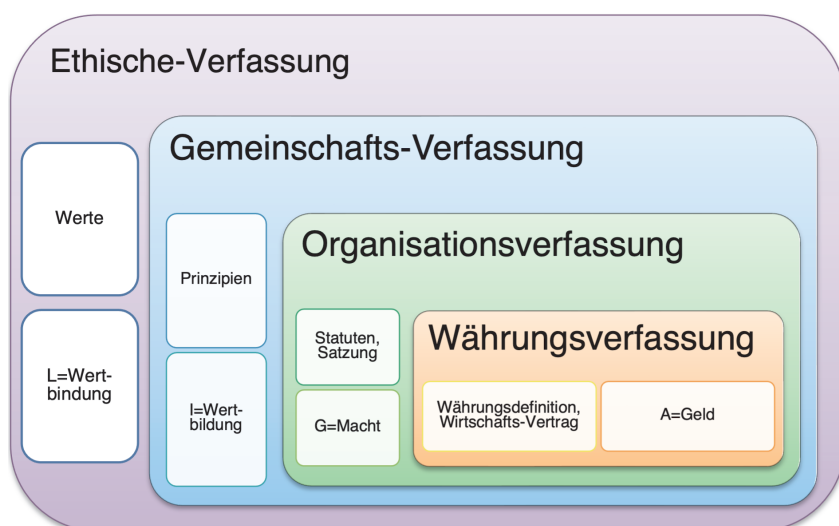 Ethische-Verfassung
Gemeinschafts-Verfassung
Werte
Organisationsverfassung
Prinzipien
Statuten,
Satzung
Währungsverfassung
L=Wert-
bindung
I=Wert-
bildung
G=Macht
Währungsdefinition,
Wirtschafts-Vertrag
A=Geld